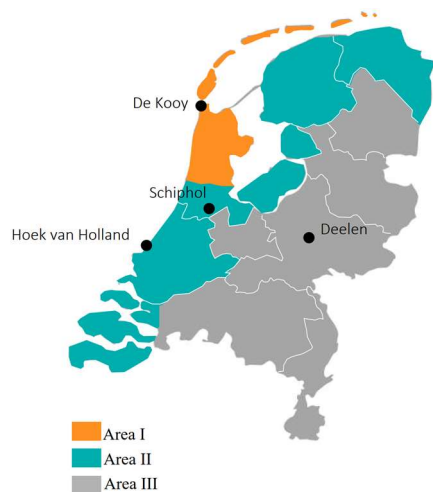 De Kooy
Schiphol
Hoek van Holland
Deelen
Area I
Area II
Area III